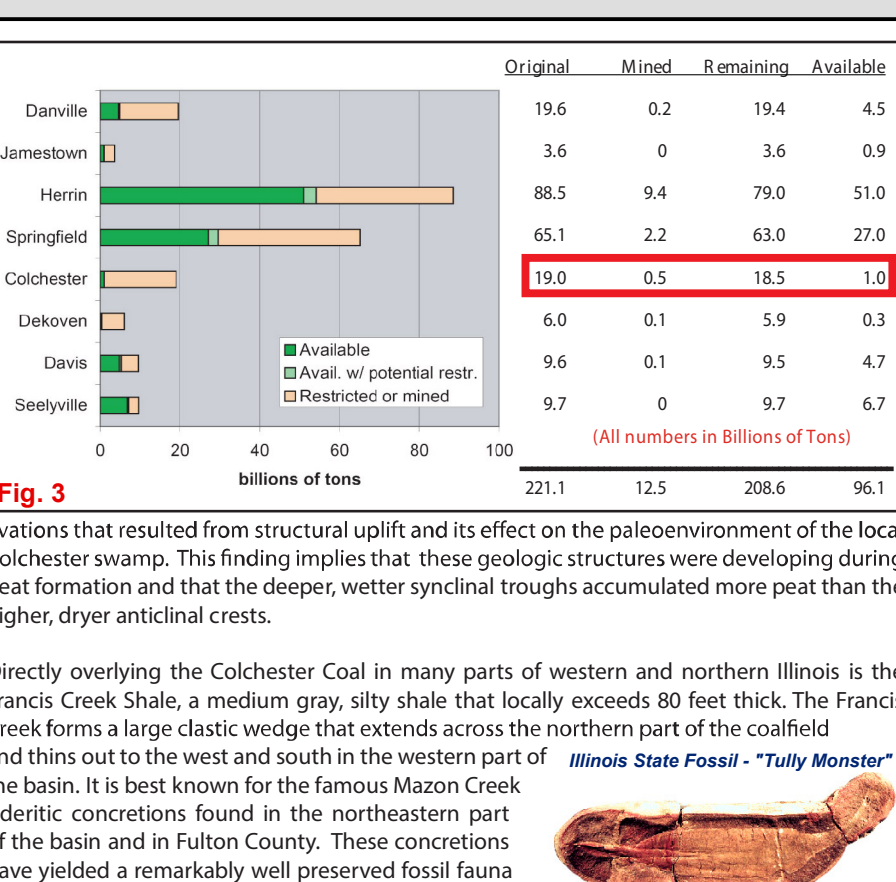 Original Mined Remaining Available
Danville 19.6 0.2 19.4 4.5
Jamestown 3.6 0 3.6 0.9
Herrin 88.5 9.4 79.0 51.0
Springfield 65.1 2.2 63.0 27.0
Colchester 19.0 0.5 18.5 1.0
Dekoven 6.0 0.1 5.9 0.3
Davis 9.6 0.1 9.5 4.7
Seelyville 9.7 0 9.7 6.7
Available
Avail. w/ potential restr.
Restricted or mined
(All numbers in Billions of Tons)
0 20 40 60 80 100
billions of tons
221.1 12.5 208.6 96.1
Fig. 3
vations that resulted from structural uplift and its effect on the paleoenvironment of the loca
olchester swamp. This finding implies that these geologic structures were developing during
eat formation and that the deeper, wetter synclinal troughs accumulated more peat than the
igher, dryer anticlinal crests.
irectly overlying the Colchester Coal in many parts of western and northern Illinois is the
rancis Creek Shale, a medium gray, silty shale that locally exceeds 80 feet thick. The Francis
reek forms a large clastic wedge that extends across the northern part of the coalfield
nd thins out to the west and south in the western part of
he basin. It is best known for the famous Mazon Creek
ideritic concretions found in the northeastern part
f the basin and in Fulton County. These concretions
ave yielded a remarkably well preserved fossil fauna
Illinois State Fossil - "Tully Monster"